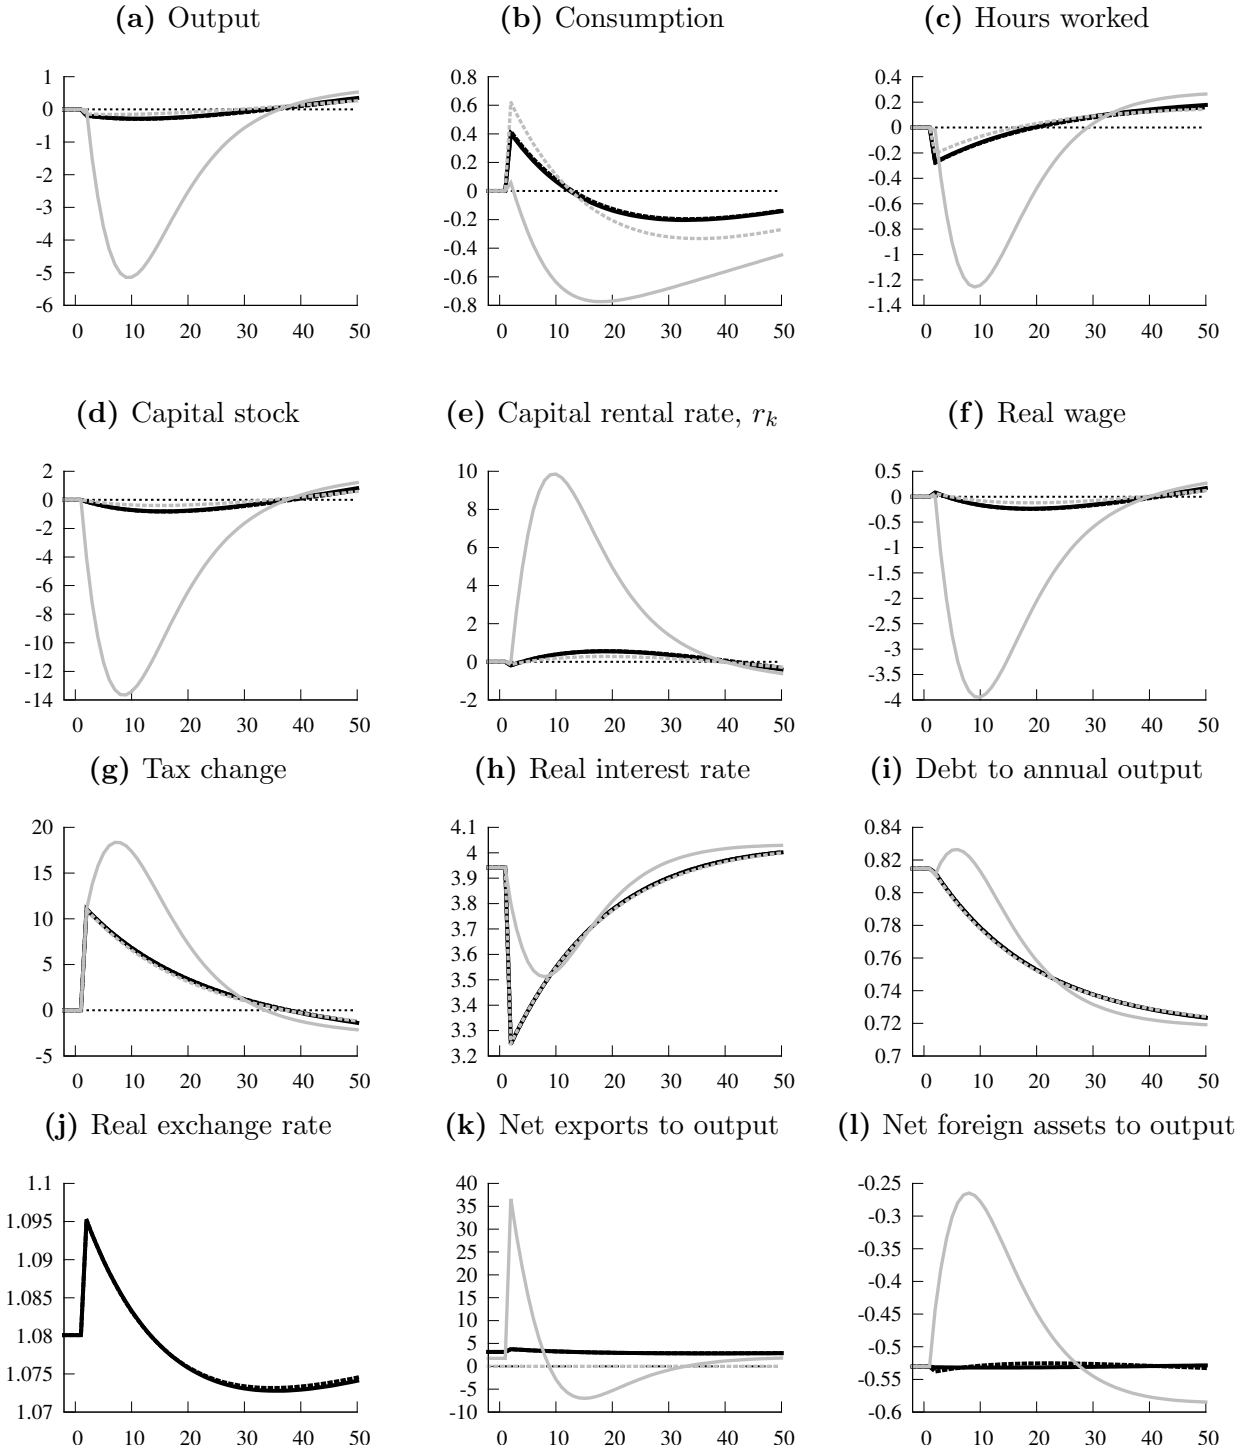 (a) Output (b) Consumption (c) Hours worked
1 0.8 0.4
0 0.6 0.2
-1 0.4 0
-2 0.2 -0.2
-3 0 -0.4
-4 -0.2 -0.6
-5 -0.4 -0.8
-6 -0.6 -1
-0.8 -1.2
-1.4
0 10 20 30 40 50 0 10 20 30 40 50 0 10 20 30 40 50
(d) Capital stock (e) Capital rental rate, r_k (f) Real wage
2 10 0.5
0 8 0
-2 6 -0.5
-4 4 -1
-6 2 -1.5
-8 0 -2
-10 -2 -2.5
-12 -3
-14 -3.5
-4
0 10 20 30 40 50 0 10 20 30 40 50 0 10 20 30 40 50
(g) Tax change (h) Real interest rate (i) Debt to annual output
20 4.1 0.84
15 4 0.82
10 3.9 0.8
5 3.8 0.78
0 3.7 0.76
-5 3.6 0.74
3.5 0.72
3.4 0.7
3.3
3.2
0 10 20 30 40 50 0 10 20 30 40 50 0 10 20 30 40 50
(j) Real exchange rate (k) Net exports to output (l) Net foreign assets to output
1.1 40 -0.25
1.095 35 -0.3
1.09 30 -0.35
1.085 25 -0.4
1.08 20 -0.45
1.075 15 -0.5
1.07 10 -0.55
5 -0.6
0
-5
-10
0 10 20 30 40 50 0 10 20 30 40 50 0 10 20 30 40 50